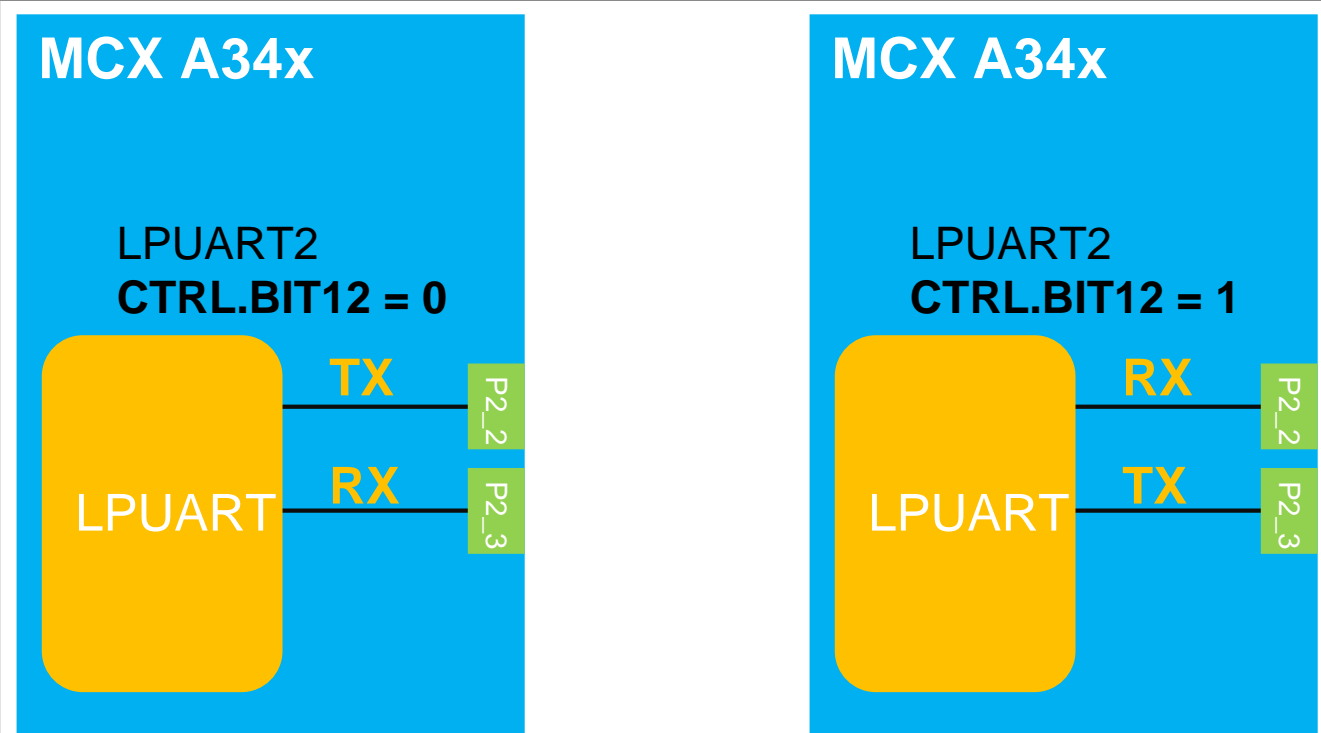 MCX A34x
LPUART2
CTRL.BIT12 = 0
TX
P2_2
RX
P2_3
LPUART
MCX A34x
LPUART2
CTRL.BIT12 = 1
RX
P2_2
TX
P2_3
LPUART